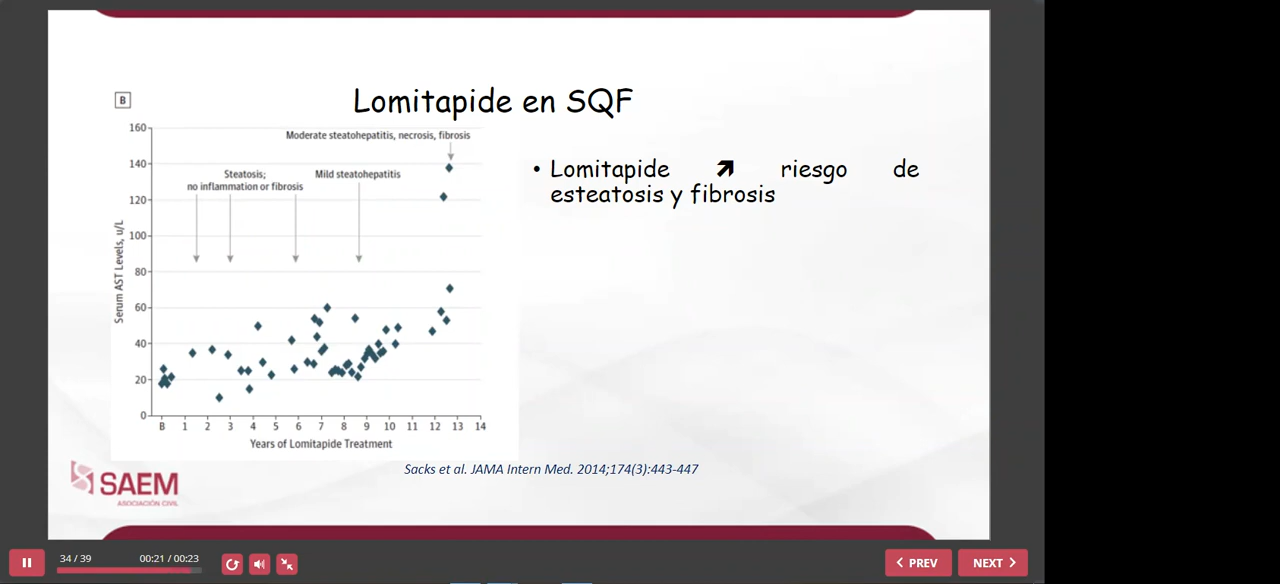 Lomitapide en SQF
B
Moderate steatohepatitis, necrosis, fibrosis
Steatosis;
no inflammation or fibrosis
Mild steatohepatitis
160
140
120
100
80
60
40
20
0
Serum AST Levels, u/L
B 1 2 3 4 5 6 7 8 9 10 11 12 13 14
Years of Lomitapide Treatment
• Lomitapide ↗ riesgo de
esteatosis y fibrosis
Sacks et al. JAMA Intern Med. 2014;174(3):443-447
SAEM
ASOCIACIÓN CIVIL
34 / 39
00:21 / 00:23
PREV
NEXT